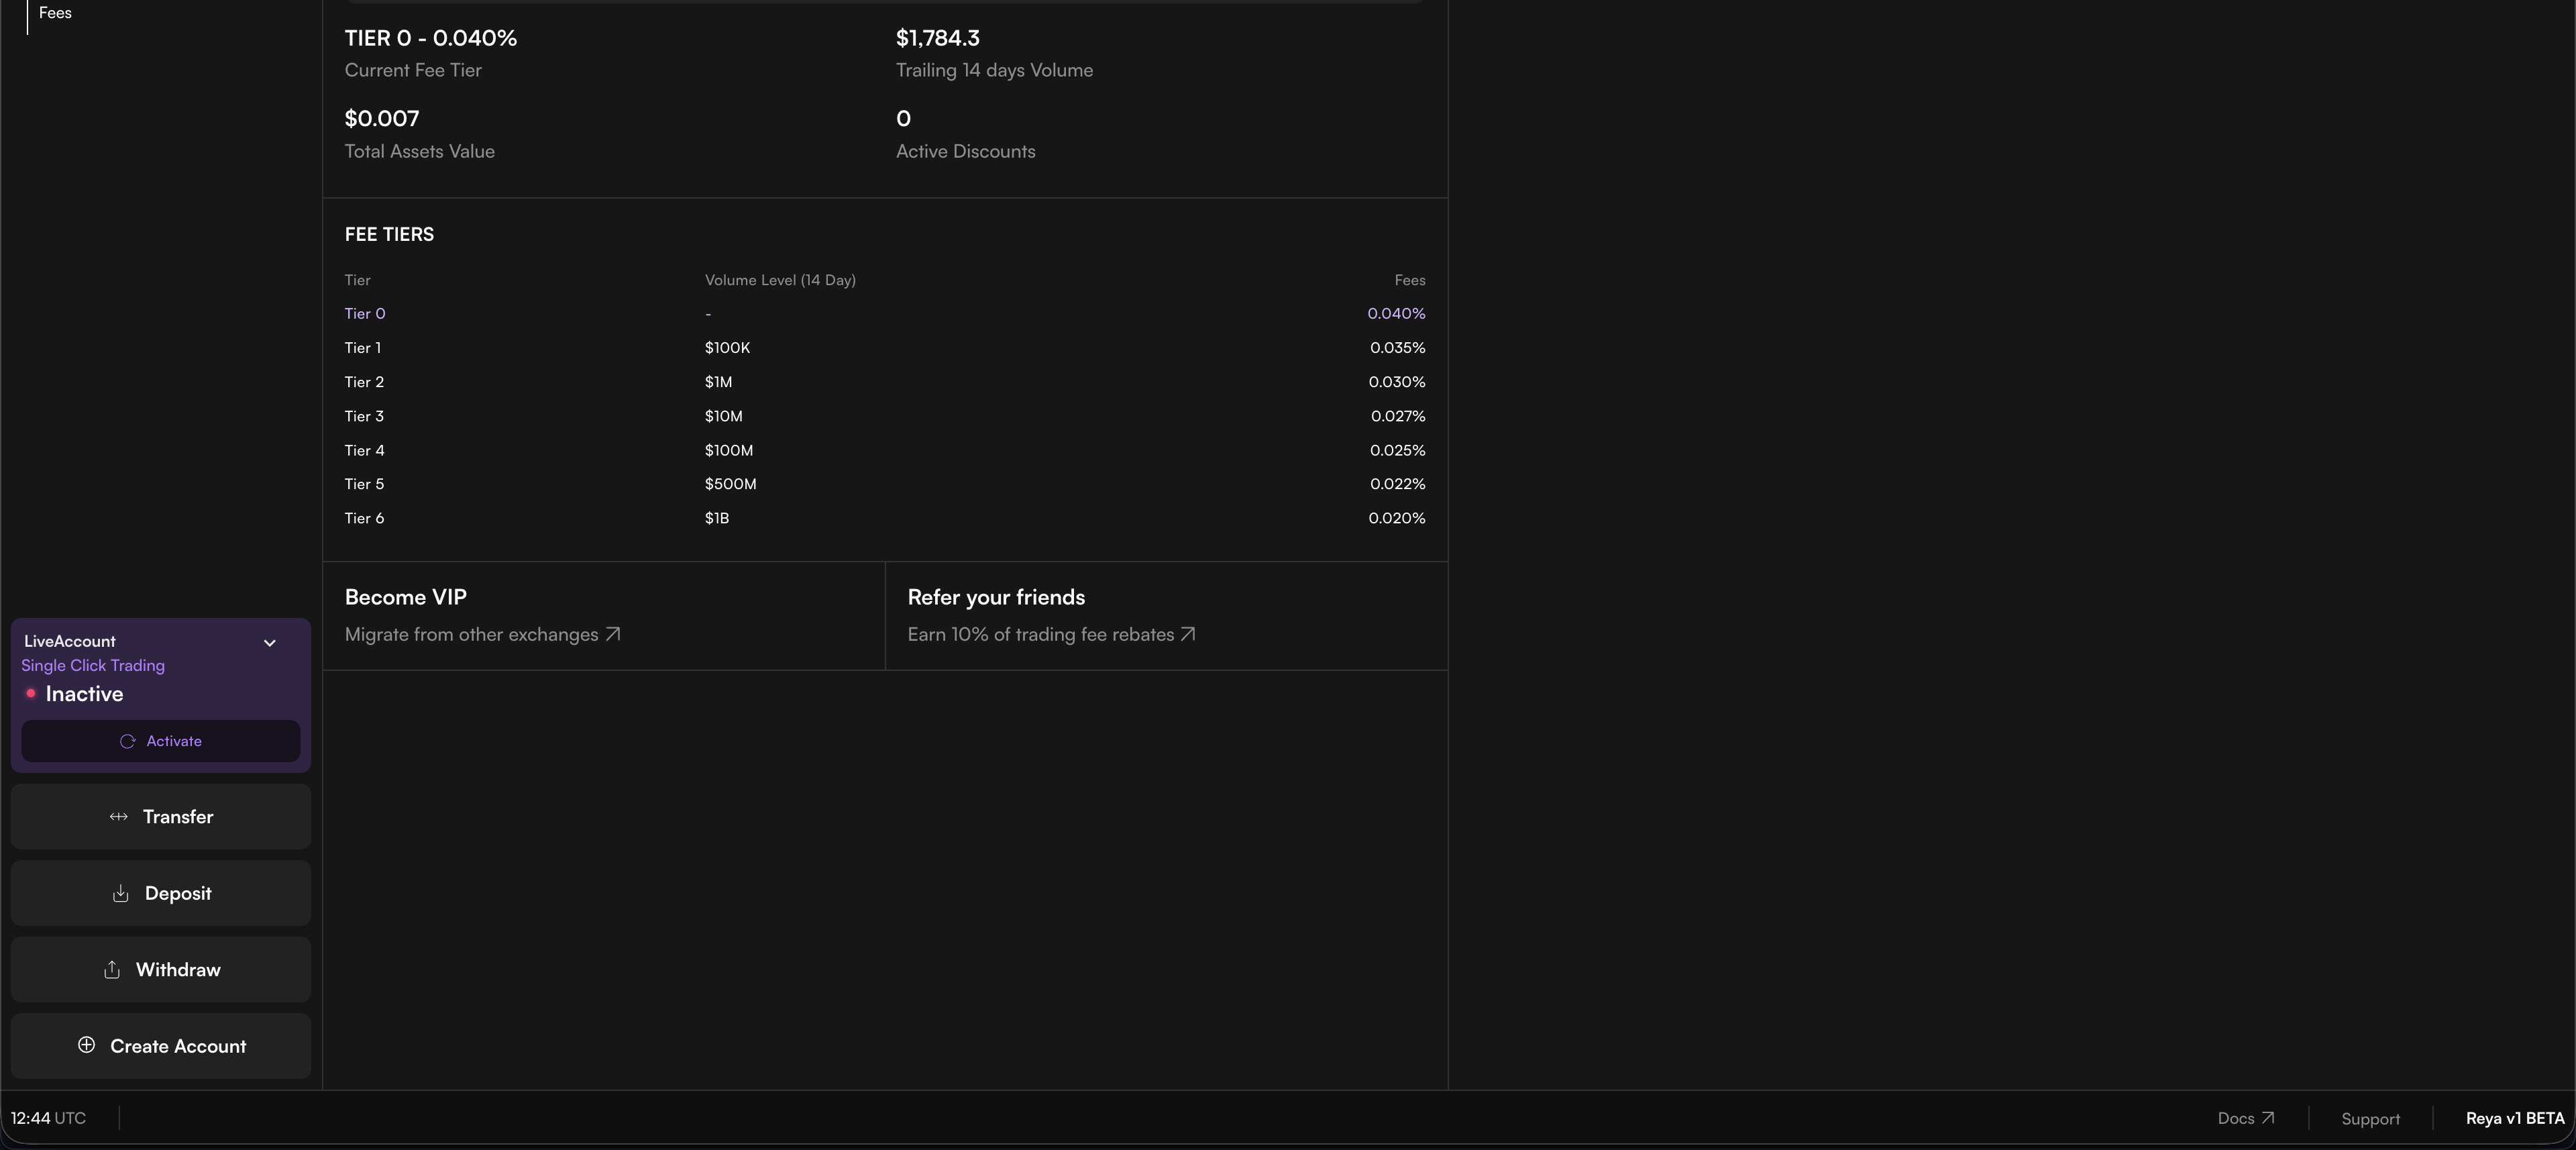 Fees
TIER 0 - 0.040%
Current Fee Tier
$1,784.3
Trailing 14 days Volume
$0.007
Total Assets Value
0
Active Discounts
FEE TIERS
Tier Volume Level (14 Day) Fees
Tier 0 - 0.040%
Tier 1 $100K 0.035%
Tier 2 $1M 0.030%
Tier 3 $10M 0.027%
Tier 4 $100M 0.025%
Tier 5 $500M 0.022%
Tier 6 $1B 0.020%
Become VIP
Migrate from other exchanges
Refer your friends
Earn 10% of trading fee rebates
LiveAccount
Single Click Trading
Inactive
Activate
Transfer
Deposit
Withdraw
Create Account
12:44 UTC
Docs
Support
Reya v1 BETA